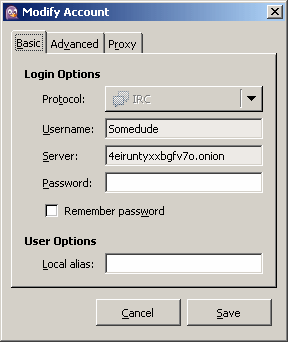 Modify Account
Basic Advanced Proxy
Login Options
Protocol: IRC
Username: Somedude
Server: 4eiruntyxxbgfv7o.onion
Password:
Remember password
User Options
Local alias:
Cancel Save